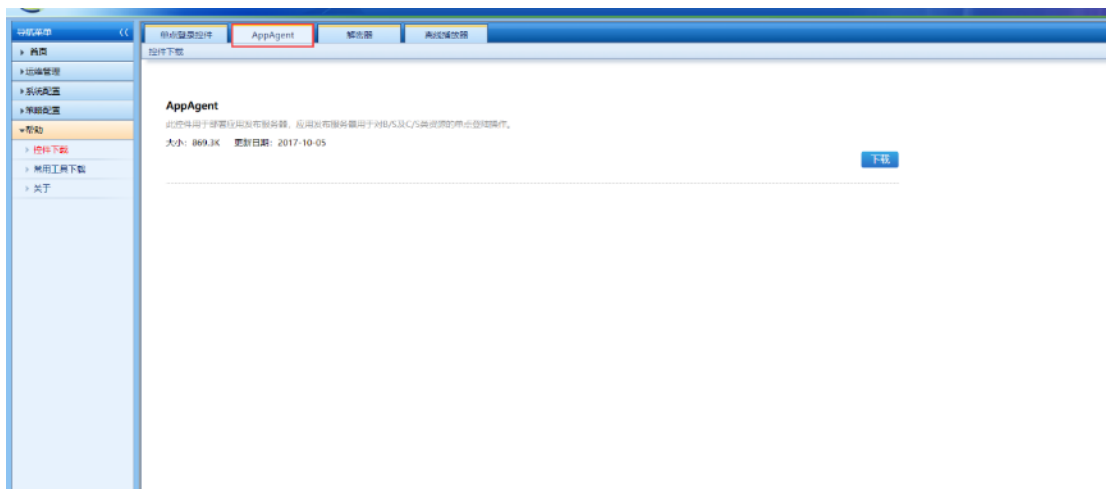 导航菜单
单点登录控件 AppAgent 解密器 离线播放器
控件下载
首页
运维管理
系统配置
策略配置
帮助
控件下载
常用工具下载
关于
AppAgent
此控件用于部署应用发布服务器，应用发布服务器用于对B/S及C/S类资源的单点登陆操作。
大小：869.3K 更新日期：2017-10-05
下载